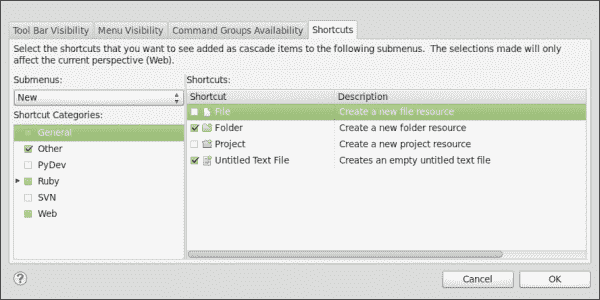 Tool Bar Visibility Menu Visibility Command Groups Availability Shortcuts
Select the shortcuts that you want to see added as cascade items to the following submenus. The selections made will only
affect the current perspective (Web).
Submenus:
New
Shortcut Categories:
General
Other
PyDev
Ruby
SVN
Web
Shortcuts:
Shortcut Description
File Create a new file resource
Folder Create a new folder resource
Project Create a new project resource
Untitled Text File Creates an empty untitled text file
?
Cancel OK